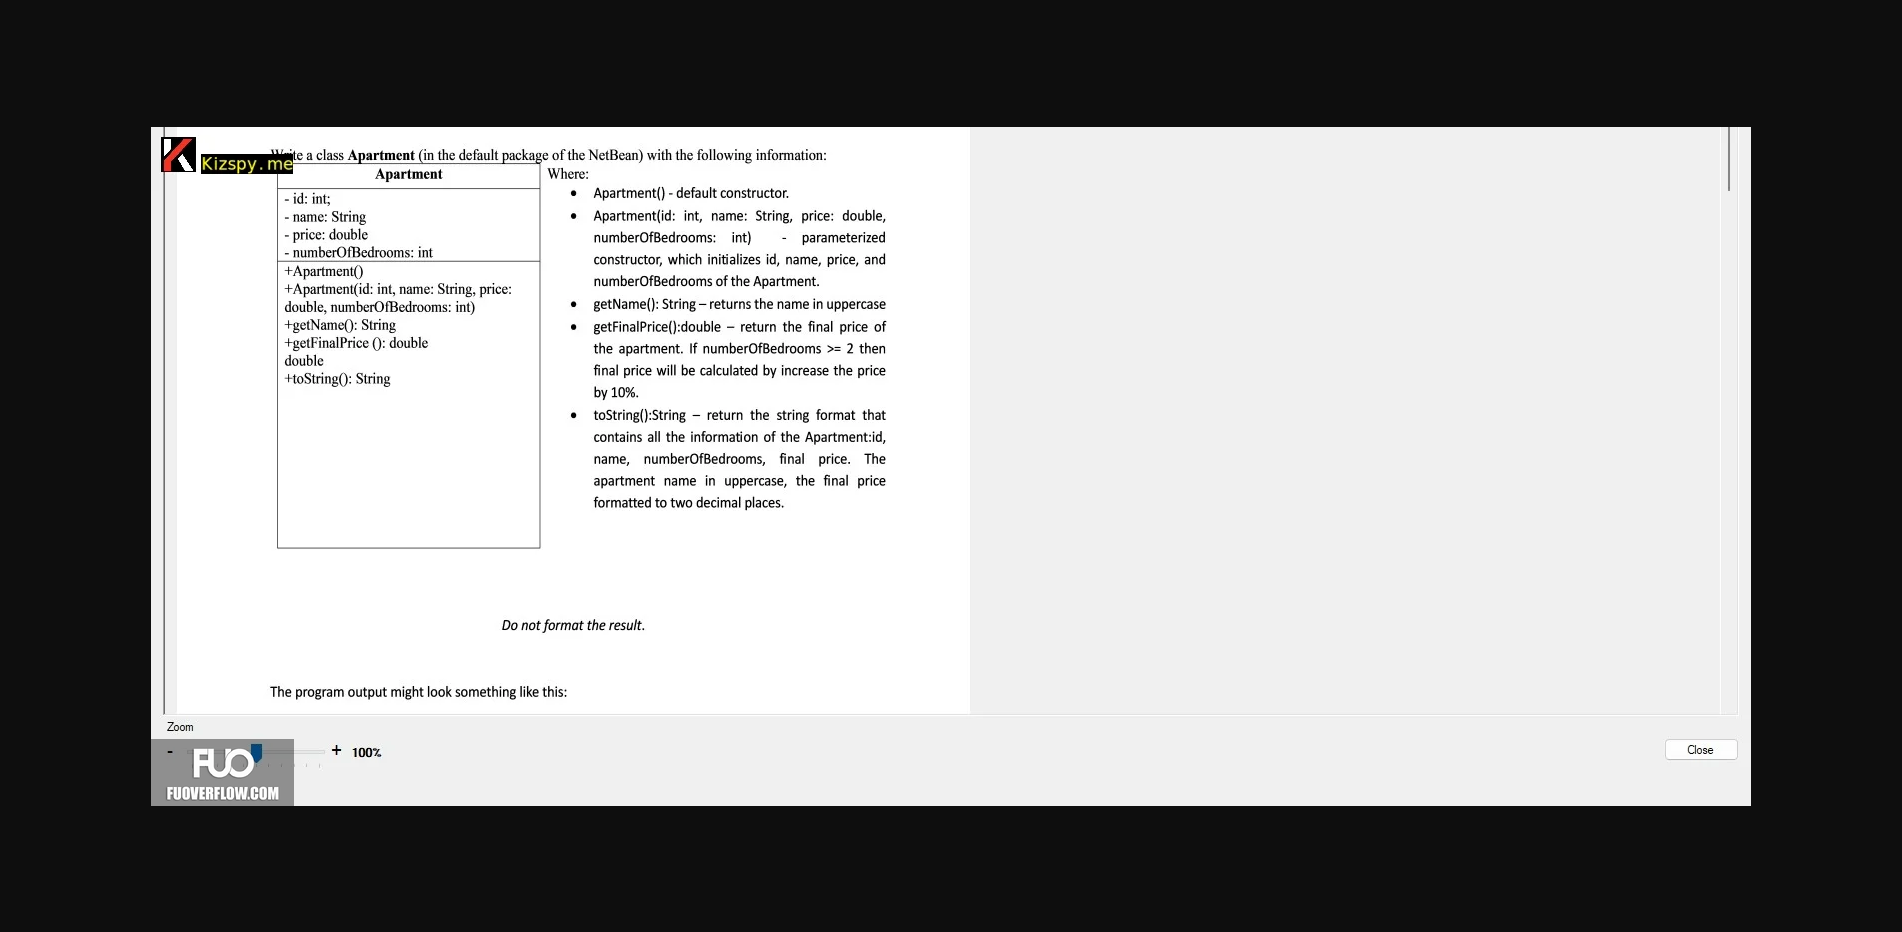 Kizspy.me
Write a class Apartment (in the default package of the NetBean) with the following information:
Apartment
- id: int;
- name: String
- price: double
- numberOfBedrooms: int
+Apartment()
+Apartment(id: int, name: String, price:
double, numberOfBedrooms: int)
+getName(): String
+getFinalPrice (): double
double
+toString(): String
Where:
• Apartment() - default constructor.
• Apartment(id: int, name: String, price: double,
numberOfBedrooms: int) - parameterized
constructor, which initializes id, name, price, and
numberOfBedrooms of the Apartment.
• getName(): String – returns the name in uppercase
• getFinalPrice():double – return the final price of
the apartment. If numberOfBedrooms >= 2 then
final price will be calculated by increase the price
by 10%.
• toString():String – return the string format that
contains all the information of the Apartment:id,
name, numberOfBedrooms, final price. The
apartment name in uppercase, the final price
formatted to two decimal places.
Do not format the result.
The program output might look something like this:
Zoom
- + 100%
Close
FUO
FUOVERFLOW.COM